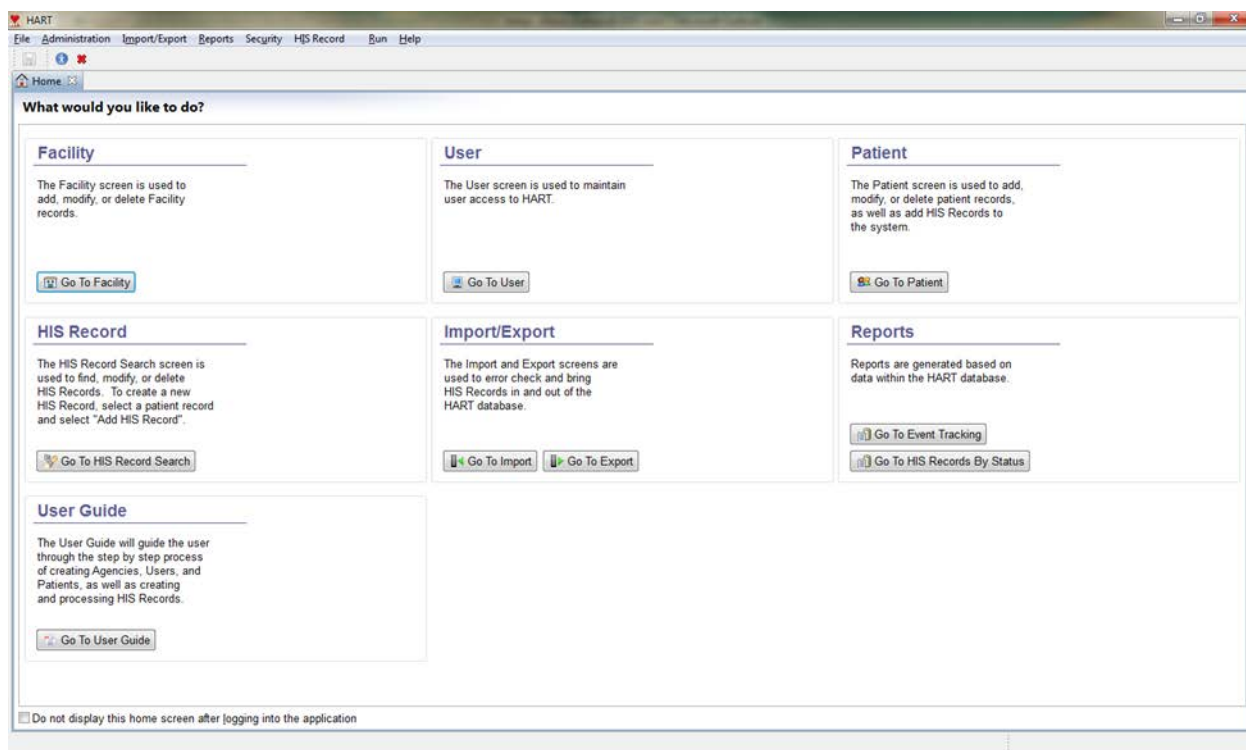 HART
File Administration Import/Export Reports Security HIS Record Run Help
Home
What would you like to do?
Facility
The Facility screen is used to
add, modify, or delete Facility
records.
Go To Facility
User
The User screen is used to maintain
user access to HART.
Go To User
Patient
The Patient screen is used to add,
modify, or delete patient records,
as well as add HIS Records to
the system.
Go To Patient
HIS Record
The HIS Record Search screen is
used to find, modify, or delete
HIS Records. To create a new
HIS Record, select a patient record
and select "Add HIS Record".
Go To HIS Record Search
Import/Export
The Import and Export screens are
used to error check and bring
HIS Records in and out of the
HART database.
Go To Import Go To Export
Reports
Reports are generated based on
data within the HART database.
Go To Event Tracking
Go To HIS Records By Status
User Guide
The User Guide will guide the user
through the step by step process
of creating Agencies, Users, and
Patients, as well as creating
and processing HIS Records.
Go To User Guide
Do not display this home screen after logging into the application